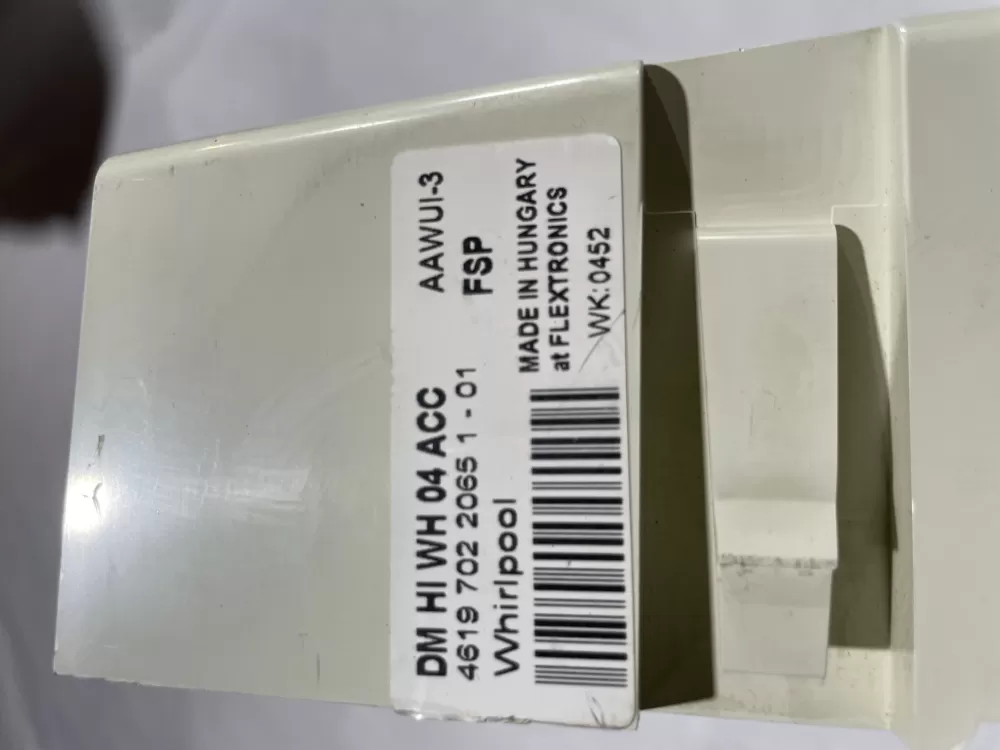 DM HI WH 04 ACC AAWUI-3
4619 702 2065 1 - 01 FSP
Whirlpool
MADE IN HUNGARY
at FLEXTRONICS
WK:0452